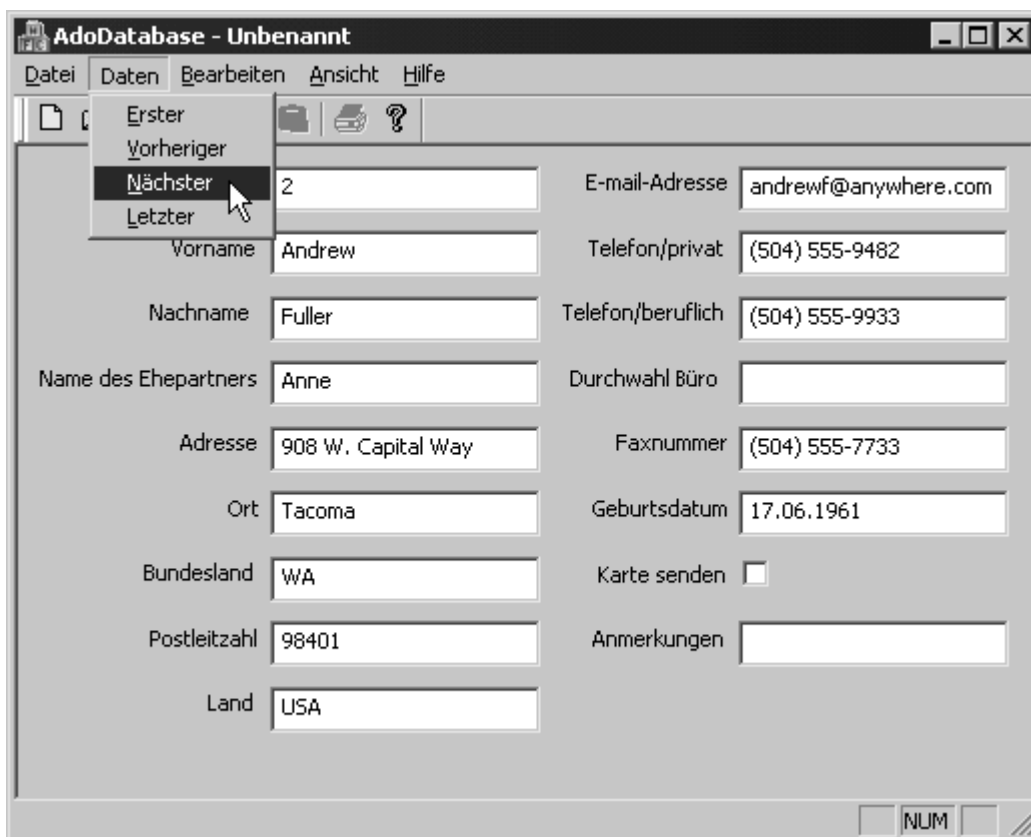 AdoDatabase - Unbenannt
Datei Daten Bearbeiten Ansicht Hilfe
Erster
Vorheriger
Nächster
Letzter
2
E-mail-Adresse andrewf@anywhere.com
Vorname Andrew
Telefon/privat (504) 555-9482
Nachname Fuller
Telefon/beruflich (504) 555-9933
Name des Ehepartners Anne
Durchwahl Büro
Adresse 908 W. Capital Way
Faxnummer (504) 555-7733
Ort Tacoma
Geburtsdatum 17.06.1961
Bundesland WA
Karte senden
Postleitzahl 98401
Anmerkungen
Land USA
NUM